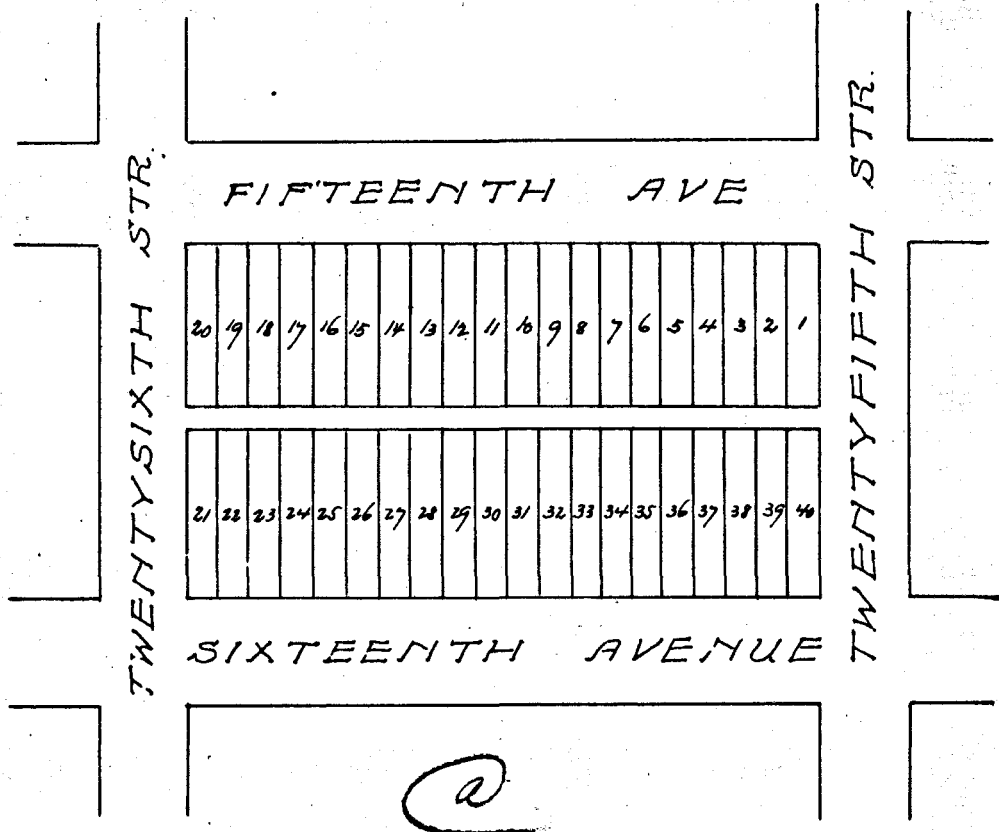 FIFTEENTH AVE
TWENTYSIXTH STR.
TWENTYFIFTH STR.
20 19 18 17 16 15 14 13 12 11 10 9 8 7 6 5 4 3 2 1
21 22 23 24 25 26 27 28 29 30 31 32 33 34 35 36 37 38 39 40
SIXTEENTH AVENUE
a